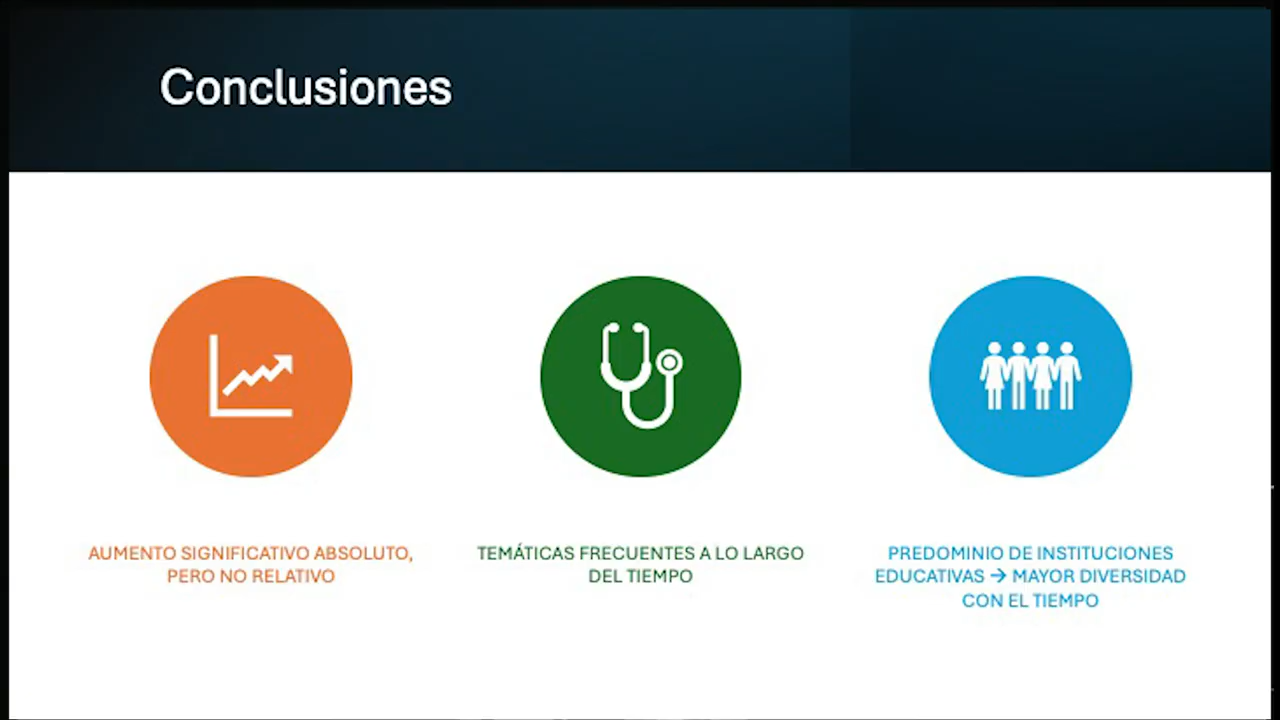 Conclusiones
AUMENTO SIGNIFICATIVO ABSOLUTO,
PERO NO RELATIVO
TEMÁTICAS FRECUENTES A LO LARGO
DEL TIEMPO
PREDOMINIO DE INSTITUCIONES
EDUCATIVAS → MAYOR DIVERSIDAD
CON EL TIEMPO